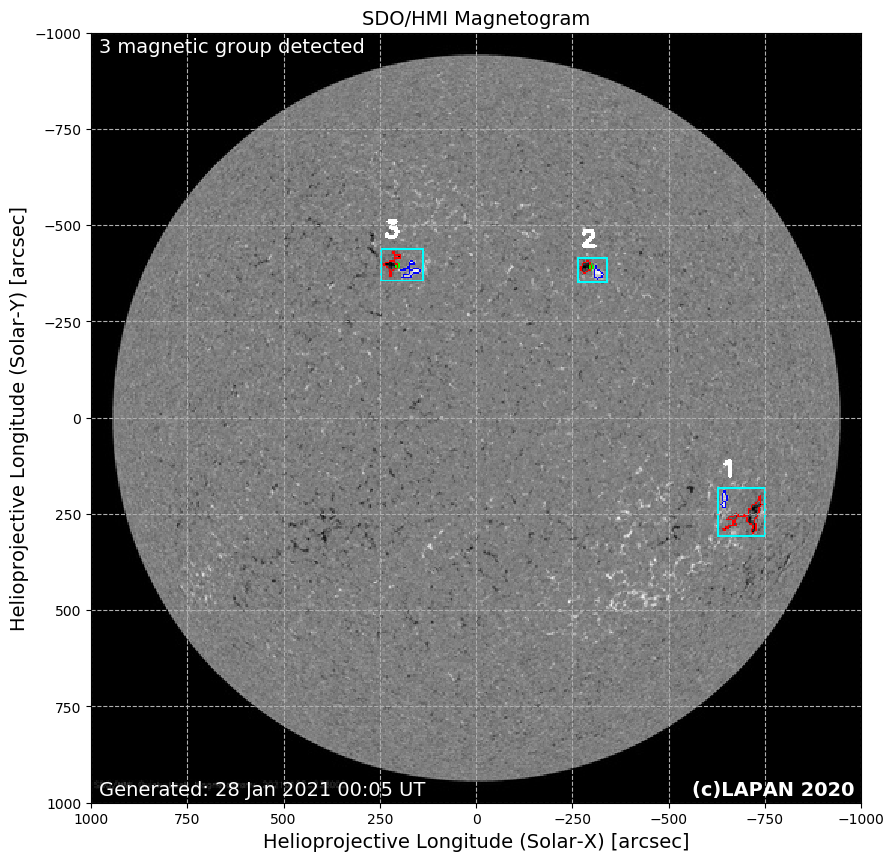 SDO/HMI Magnetogram
3 magnetic group detected
−1000
−750
−500
−250
0
250
500
750
1000
Helioprojective Longitude (Solar-Y) [arcsec]
3
2
1
Generated: 28 Jan 2021 00:05 UT
(c)LAPAN 2020
1000 750 500 250 0 −250 −500 −750 −1000
Helioprojective Longitude (Solar-X) [arcsec]